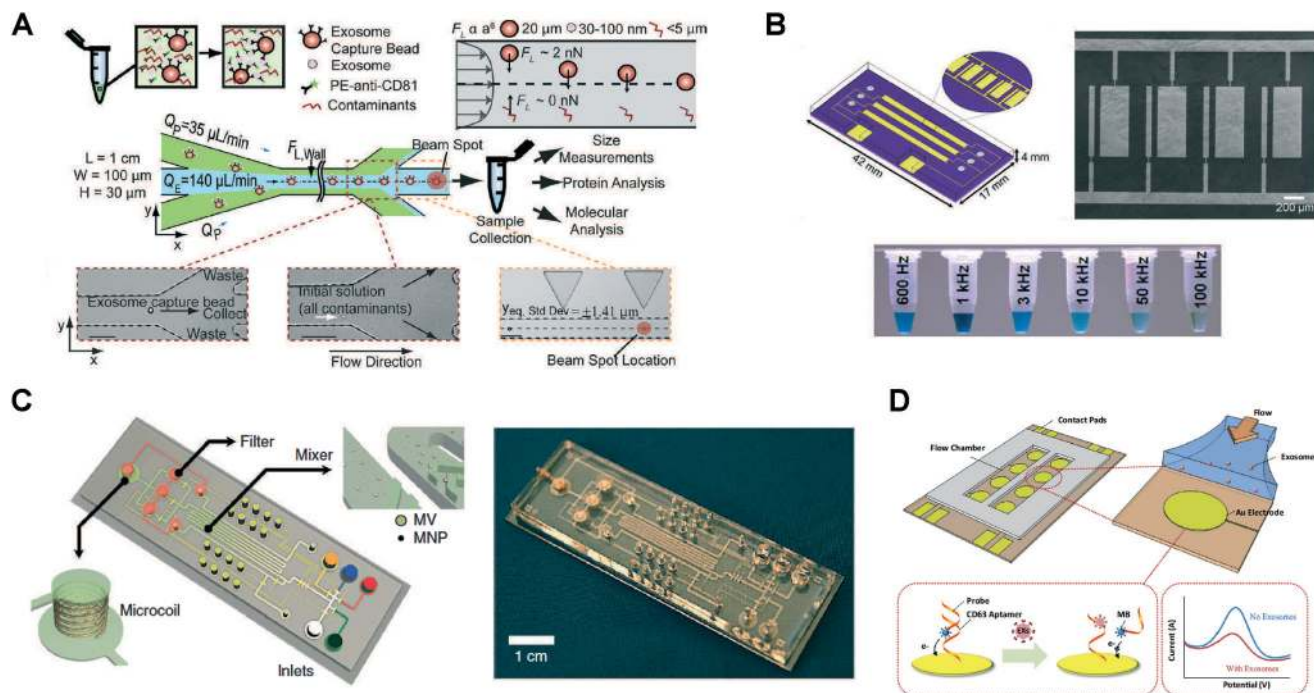 A
Exosome
Capture Bead
Exosome
PE-anti-CD81
Contaminants
F_L α a⁶ 20 μm 30-100 nm <5 μm
F_L ~ 2 nN
F_L ~ 0 nN
Q_P=35 μL/min
F_L,Wall
Beam Spot
L = 1 cm
W = 100 μm
H = 30 μm
Q_E=140 μL/min
Q_P
y
x
Sample
Collection
Size
Measurements
Protein Analysis
Molecular
Analysis
Waste
Exosome capture bead
Collect
Waste
y
x
Initial solution
(all contaminants)
Flow Direction
y_eq. Std Dev = ±1.41 μm
Beam Spot Location
B
42 mm
17 mm
4 mm
200 μm
600 Hz
1 kHz
3 kHz
10 kHz
50 kHz
100 kHz
C
Filter
Mixer
MV
MNP
Microcoil
Inlets
1 cm
D
Contact Pads
Flow Chamber
Flow
Exosome
Au Electrode
Probe
CD63 Aptamer
e-
EXs
MB
e-
Current (A)
No Exosomes
With Exosomes
Potential (V)